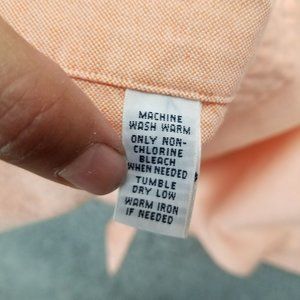 MACHINE
WASH WARM
ONLY NON-
CHLORINE
BLEACH
WHEN NEEDED
TUMBLE
DRY LOW
WARM IRON
IF NEEDED